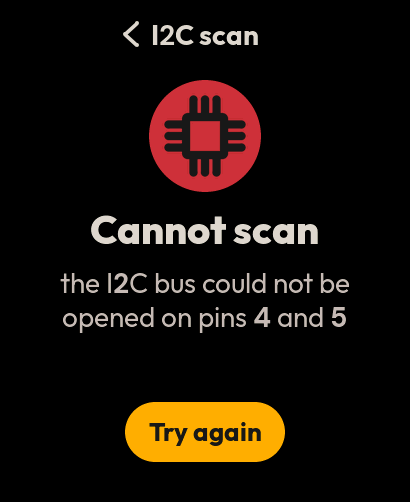 I2C scan
Cannot scan
the I2C bus could not be
opened on pins 4 and 5
Try again